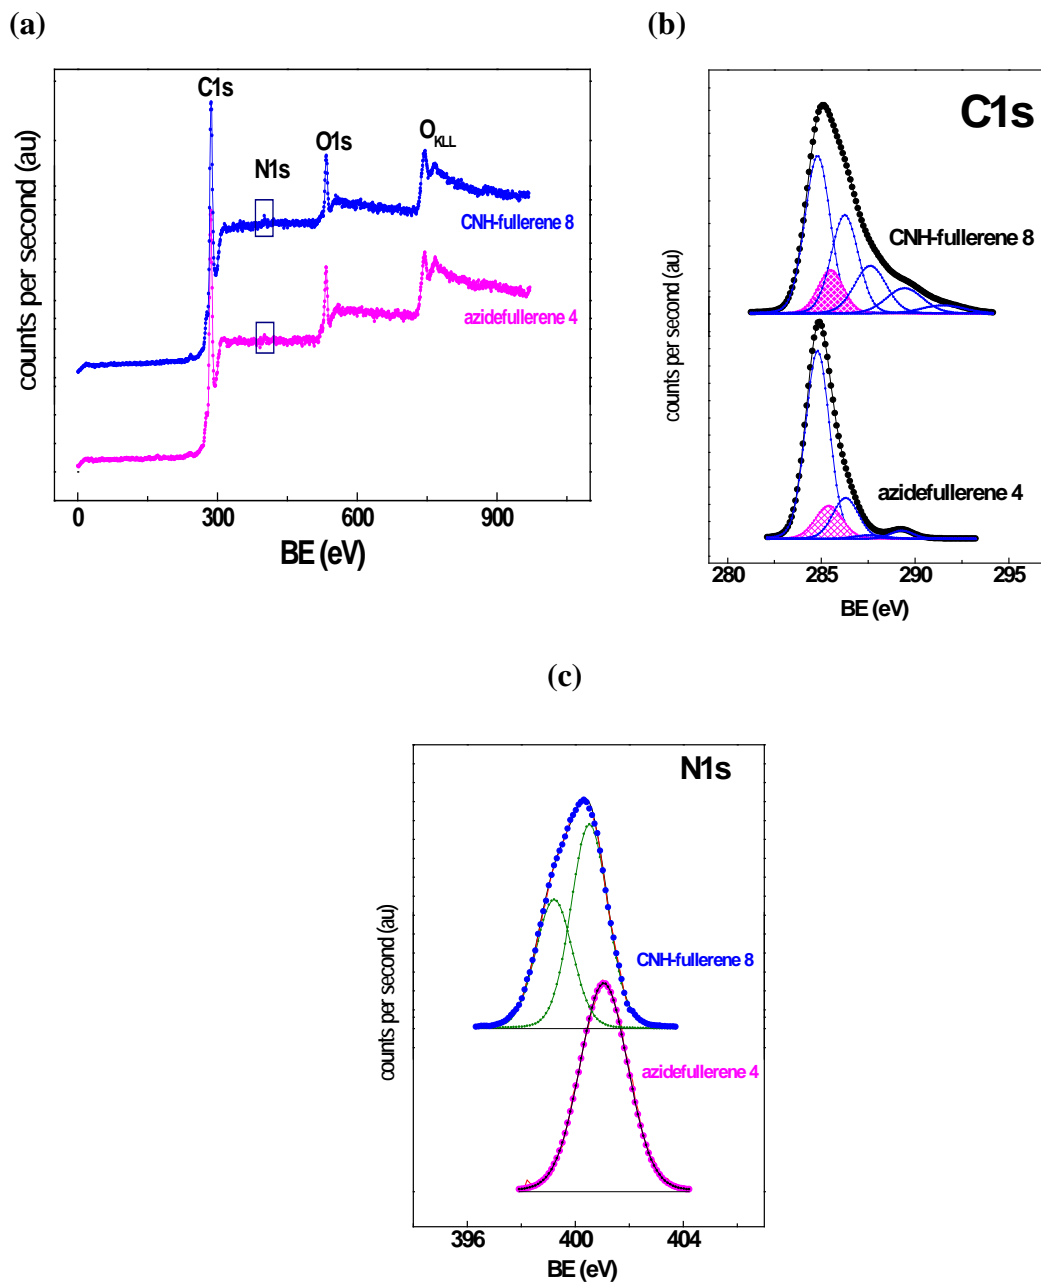 (a)
counts per second (au)
C1s
N1s
O1s
O KLL
CNH-fullerene 8
azidefullerene 4
0 300 600 900
BE (eV)
(b)
counts per second (au)
C1s
CNH-fullerene 8
azidefullerene 4
280 285 290 295
BE (eV)
(c)
counts per second (au)
N1s
CNH-fullerene 8
azidefullerene 4
396 400 404
BE (eV)